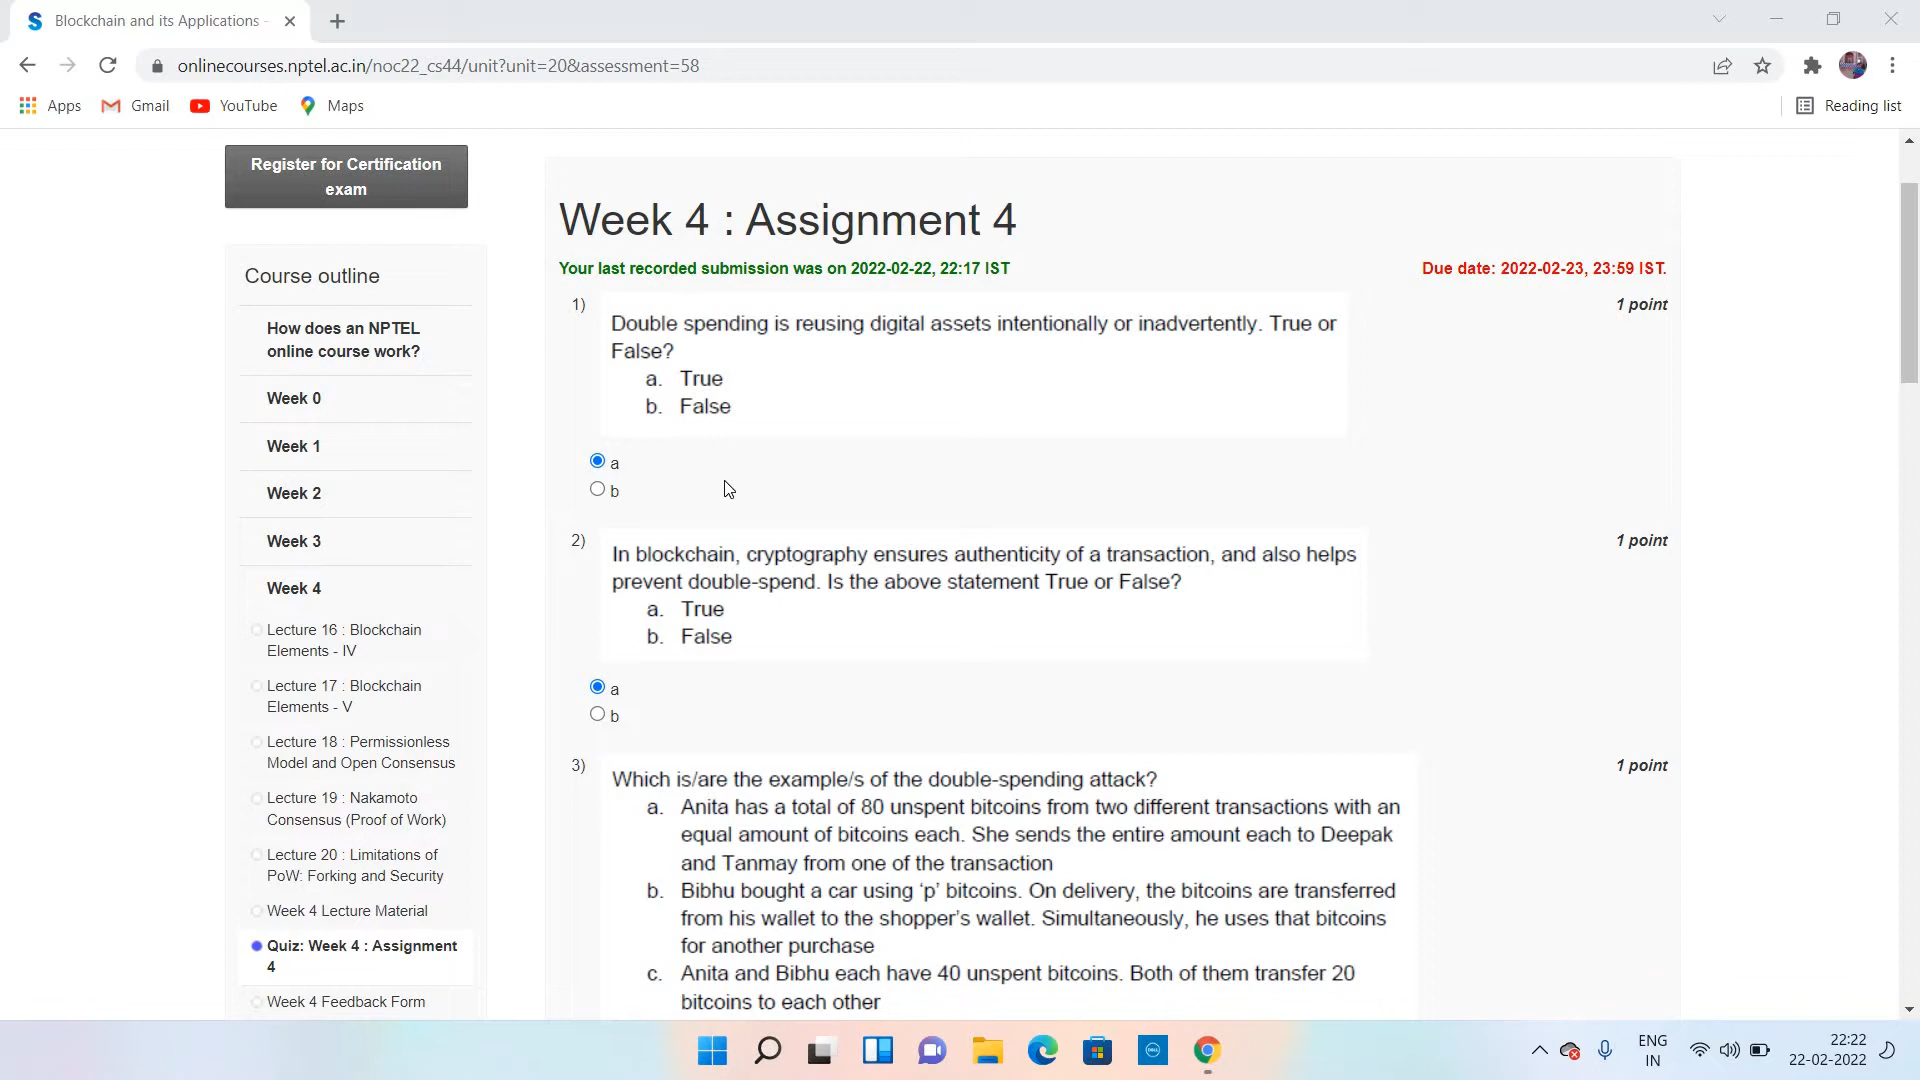 Blockchain and its Applications -
onlinecourses.nptel.ac.in/noc22_cs44/unit?unit=20&assessment=58
Apps Gmail YouTube Maps Reading list
Register for Certification
exam
Course outline
How does an NPTEL
online course work?
Week 0
Week 1
Week 2
Week 3
Week 4
Lecture 16 : Blockchain
Elements - IV
Lecture 17 : Blockchain
Elements - V
Lecture 18 : Permissionless
Model and Open Consensus
Lecture 19 : Nakamoto
Consensus (Proof of Work)
Lecture 20 : Limitations of
PoW: Forking and Security
Week 4 Lecture Material
Quiz: Week 4 : Assignment
4
Week 4 Feedback Form
Week 4 : Assignment 4
Your last recorded submission was on 2022-02-22, 22:17 IST Due date: 2022-02-23, 23:59 IST.
1) 1 point
Double spending is reusing digital assets intentionally or inadvertently. True or
False?
a. True
b. False
a
b
2) 1 point
In blockchain, cryptography ensures authenticity of a transaction, and also helps
prevent double-spend. Is the above statement True or False?
a. True
b. False
a
b
3) 1 point
Which is/are the example/s of the double-spending attack?
a. Anita has a total of 80 unspent bitcoins from two different transactions with an
equal amount of bitcoins each. She sends the entire amount each to Deepak
and Tanmay from one of the transaction
b. Bibhu bought a car using ‘p’ bitcoins. On delivery, the bitcoins are transferred
from his wallet to the shopper’s wallet. Simultaneously, he uses that bitcoins
for another purchase
c. Anita and Bibhu each have 40 unspent bitcoins. Both of them transfer 20
bitcoins to each other
ENG
IN
22:22
22-02-2022